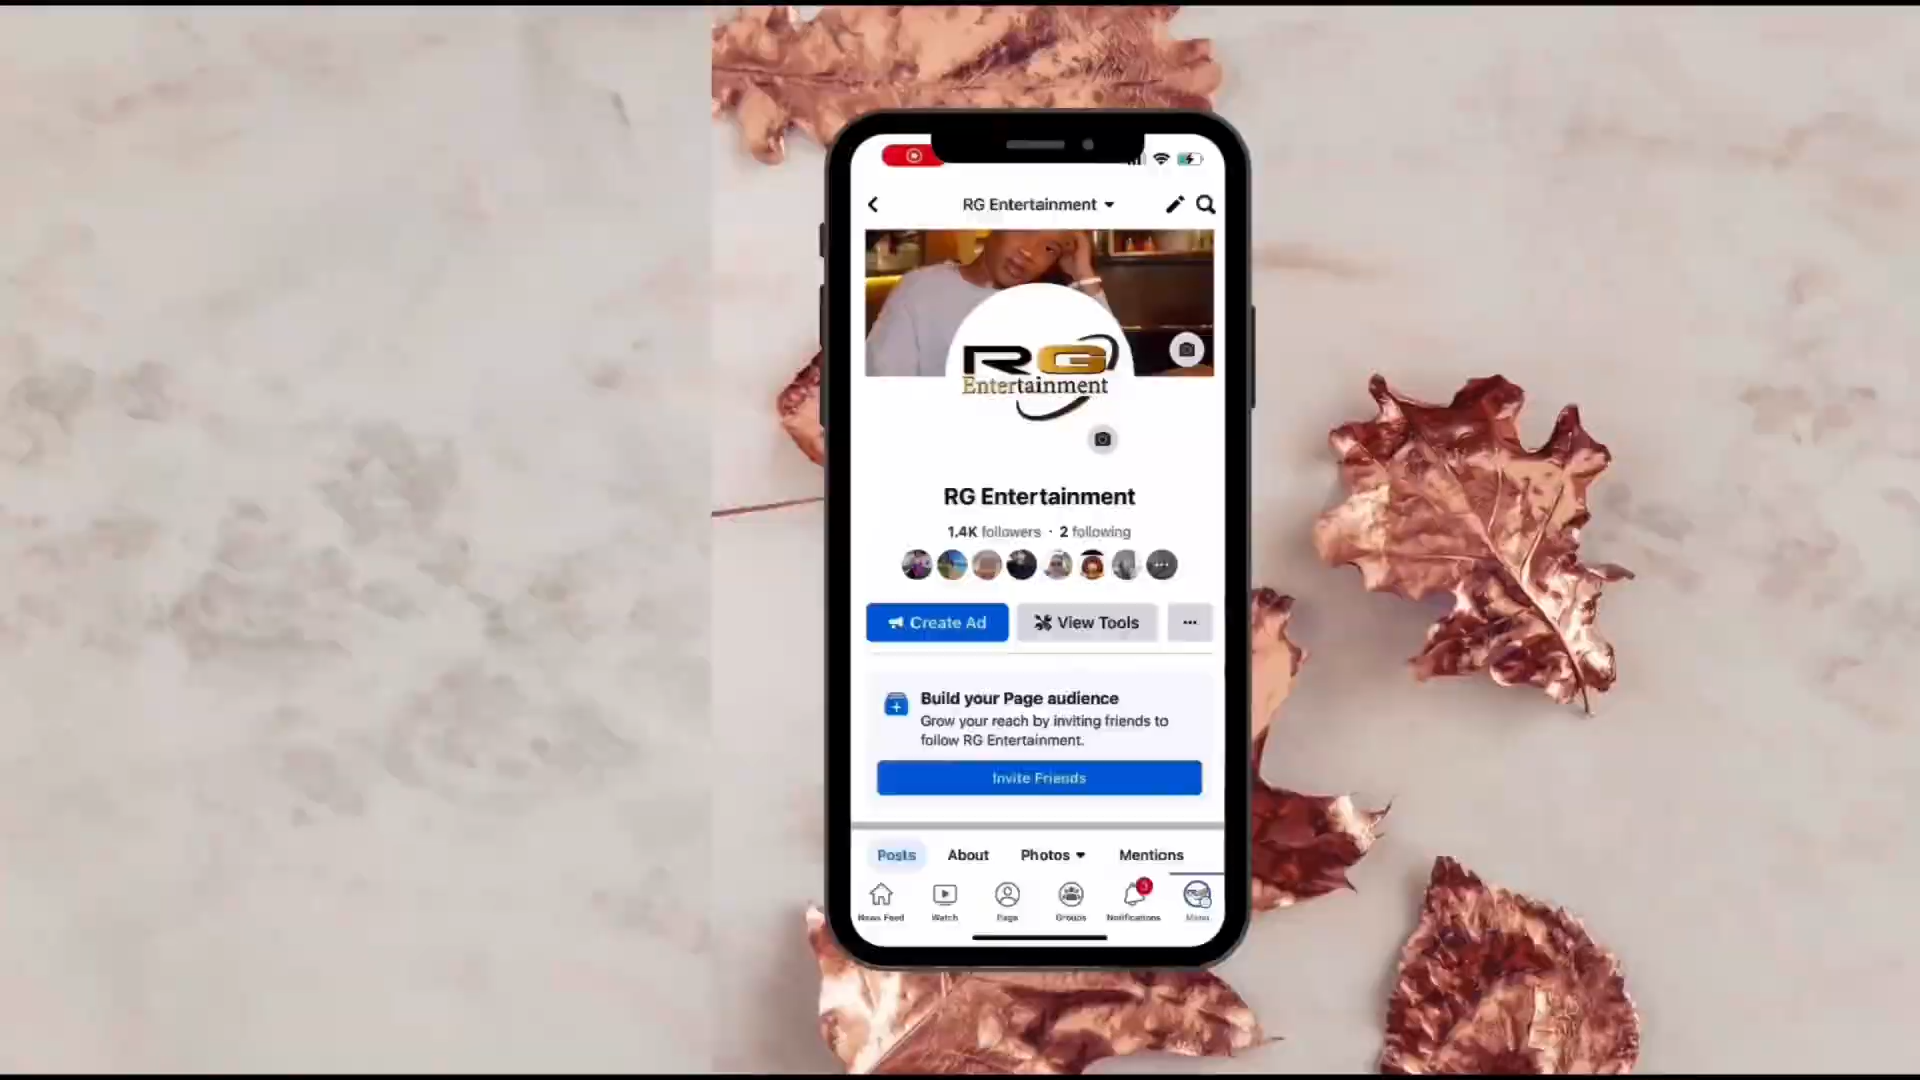 RG Entertainment
RG
Entertainment
RG Entertainment
1.4K followers · 2 following
Create Ad
View Tools
Build your Page audience
Grow your reach by inviting friends to
follow RG Entertainment.
Invite Friends
Posts
About
Photos
Mentions
3
News Feed
Watch
Page
Groups
Notifications
Menu